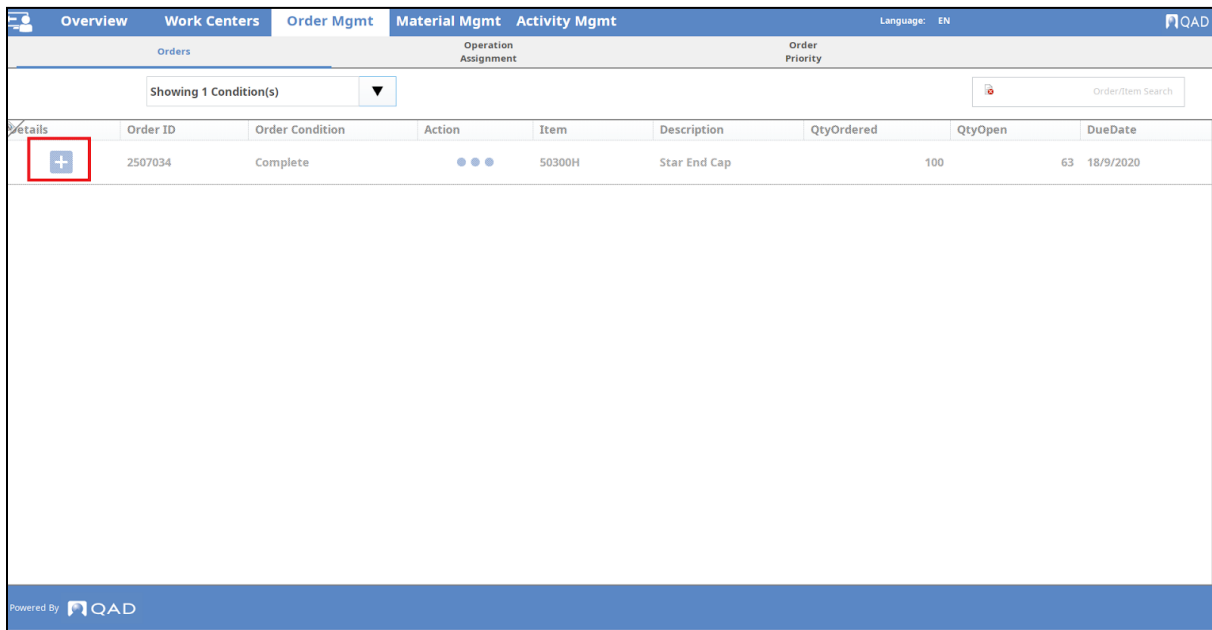 Overview Work Centers Order Mgmt Material Mgmt Activity Mgmt Language: EN QAD
Orders Operation Assignment Order Priority
Showing 1 Condition(s) ▼ Order/Item Search
Details Order ID Order Condition Action Item Description QtyOrdered QtyOpen DueDate
2507034 Complete 50300H Star End Cap 100 63 18/9/2020
Powered By QAD